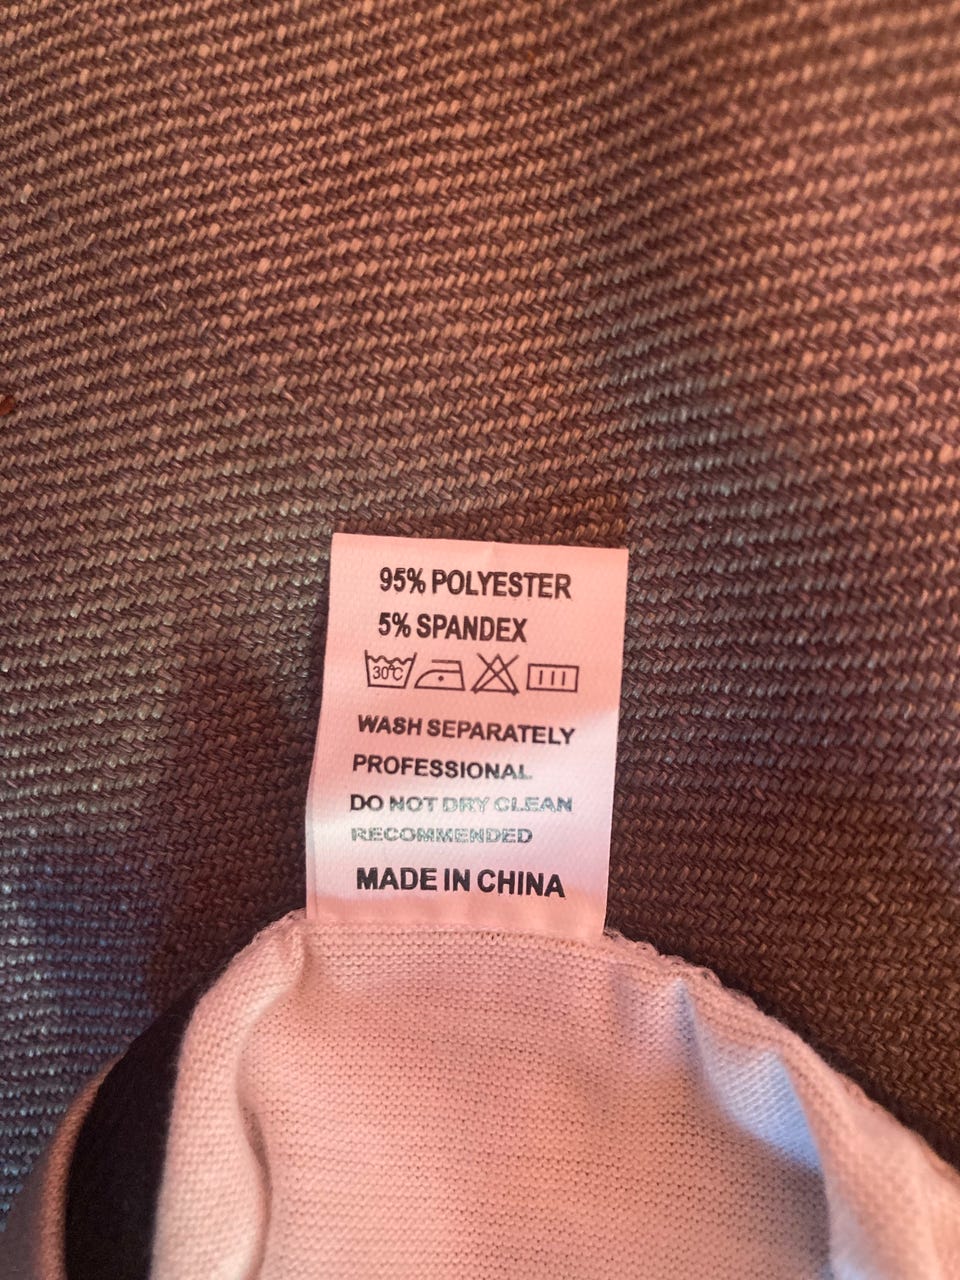 95% POLYESTER
5% SPANDEX
30°C
WASH SEPARATELY
PROFESSIONAL
DO NOT DRY CLEAN
RECOMMENDED
MADE IN CHINA